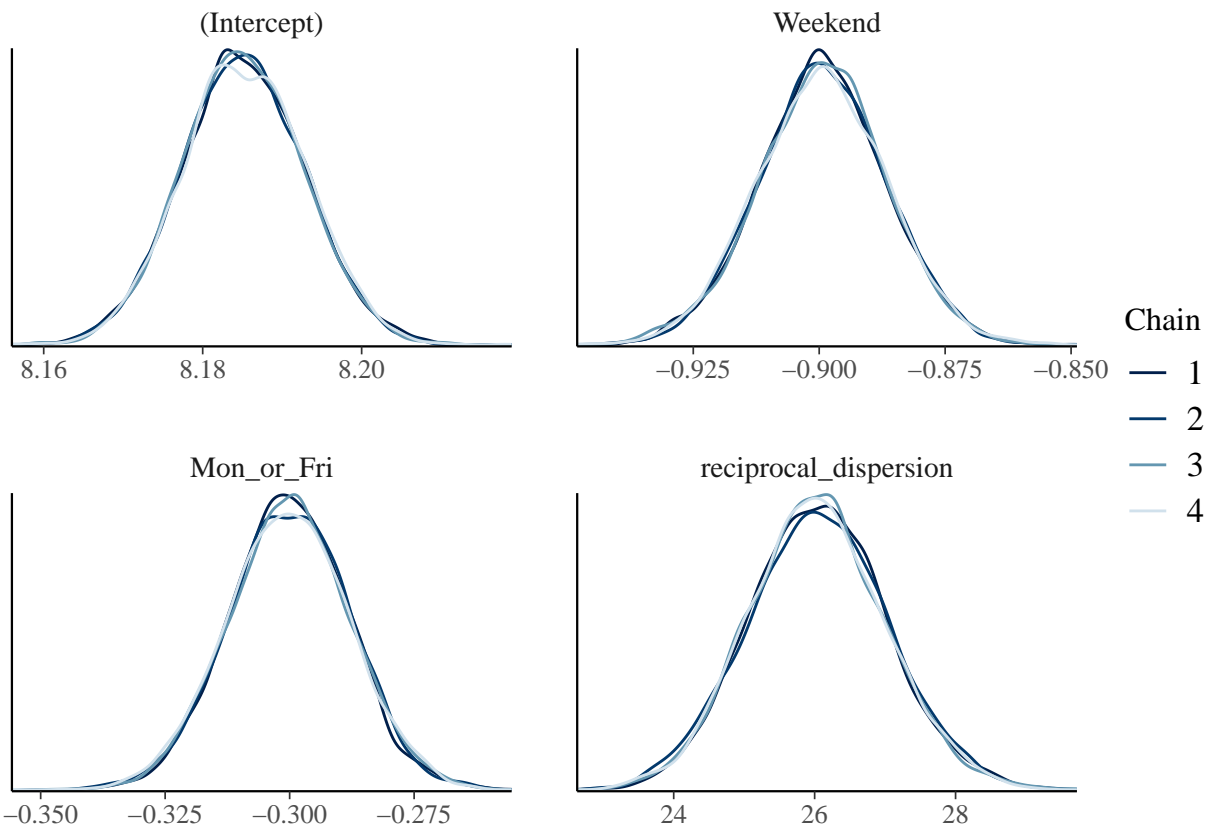 (Intercept)
Weekend
8.16 8.18 8.20
−0.925 −0.900 −0.875 −0.850
Mon_or_Fri
reciprocal_dispersion
−0.350 −0.325 −0.300 −0.275
24 26 28
Chain
1
2
3
4